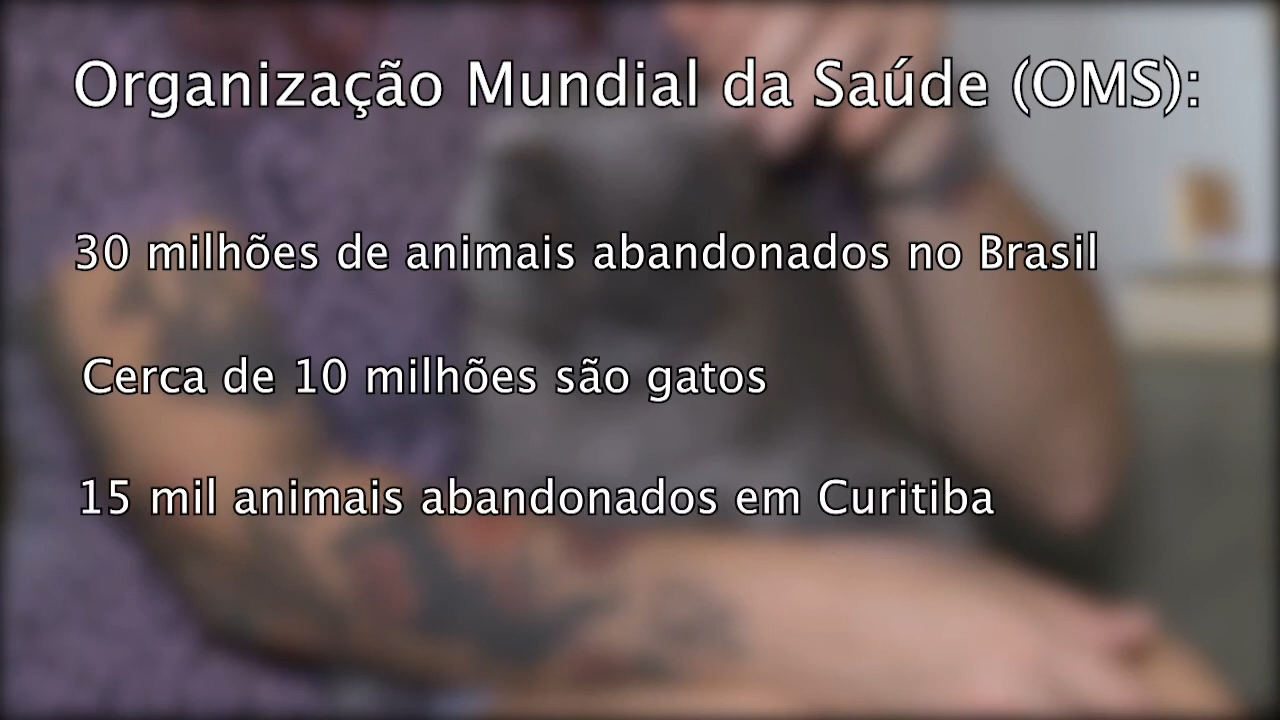 Organização Mundial da Saúde (OMS):
30 milhões de animais abandonados no Brasil
Cerca de 10 milhões são gatos
15 mil animais abandonados em Curitiba